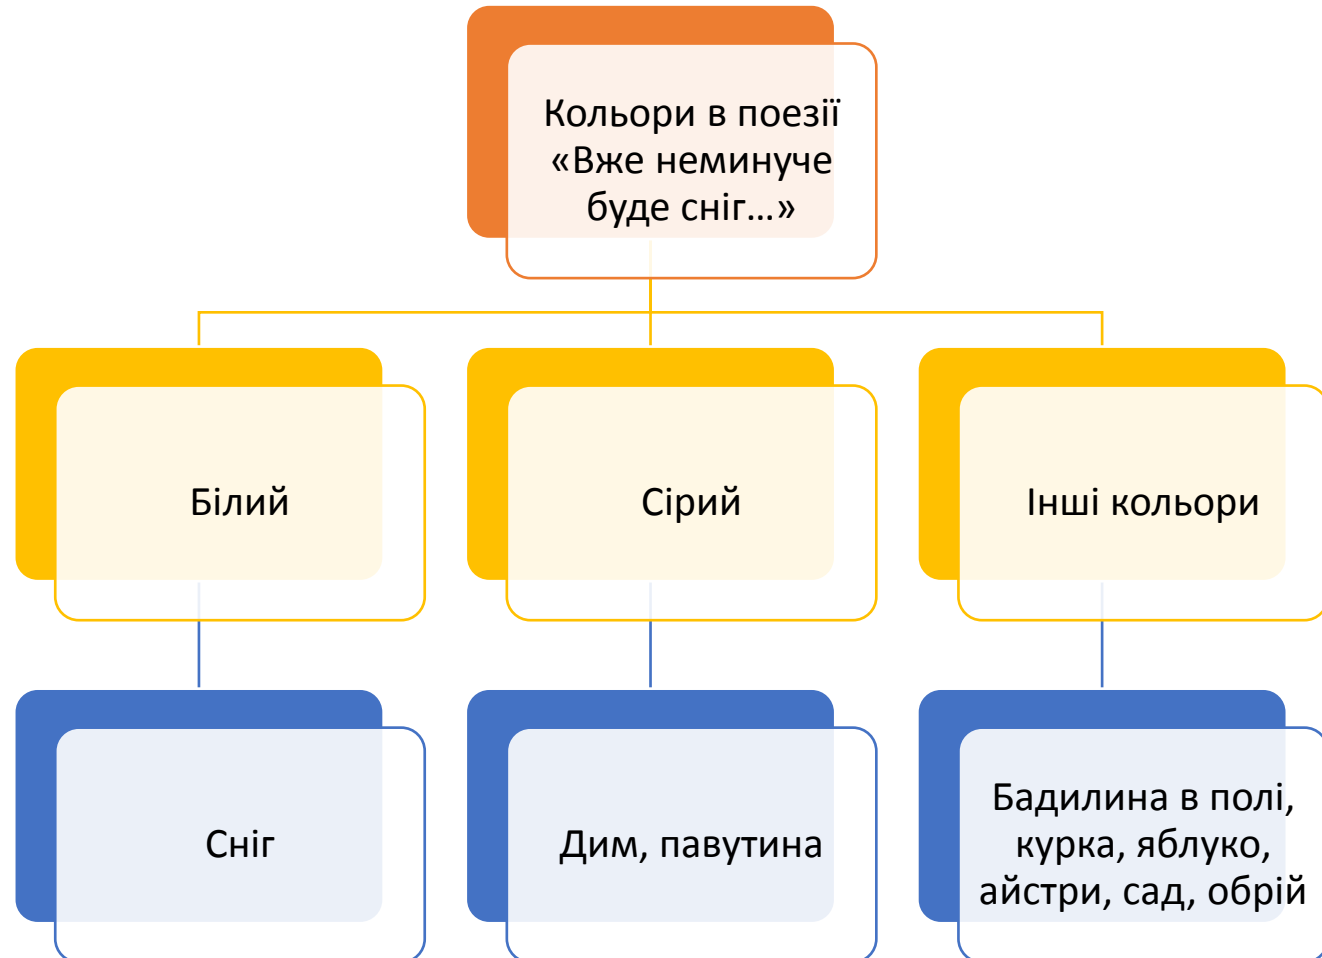 Кольори в поезії
«Вже неминуче
буде сніг…»
Білий
Сірий
Інші кольори
Сніг
Дим, павутина
Бадилина в полі,
курка, яблуко,
айстри, сад, обрій